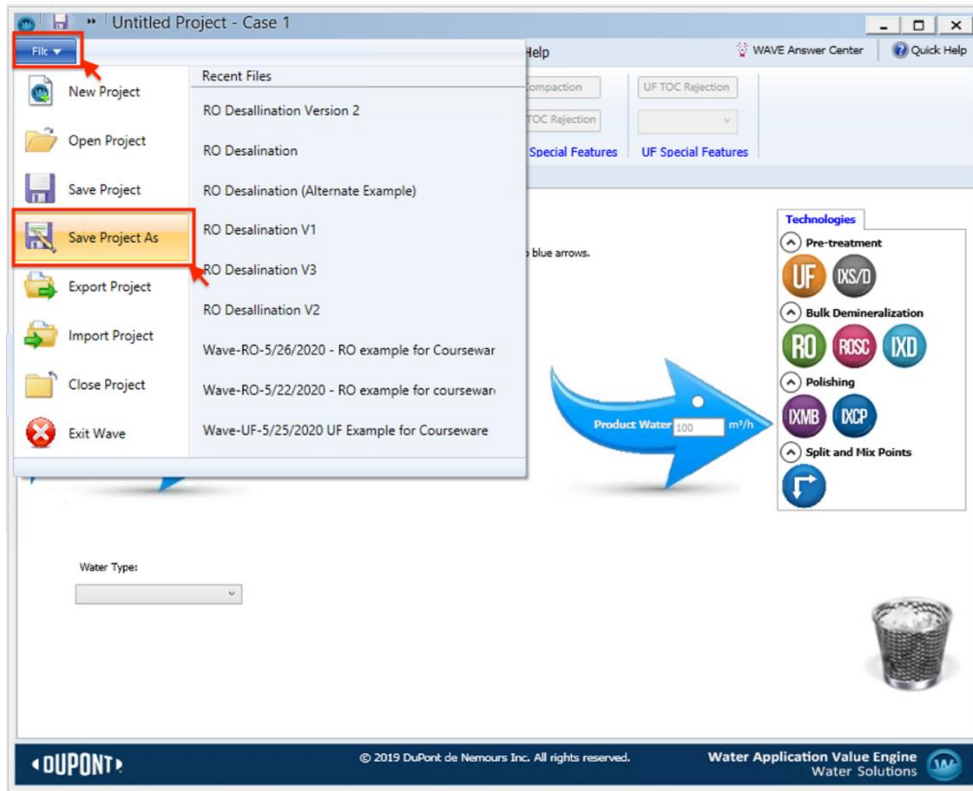 Untitled Project - Case 1
File
Help
WAVE Answer Center
Quick Help
New Project
Open Project
Save Project
Save Project As
Export Project
Import Project
Close Project
Exit Wave
Recent Files
RO Desallination Version 2
RO Desalination
RO Desalination (Alternate Example)
RO Desalination V1
RO Desalination V3
RO Desallination V2
Wave-RO-5/26/2020 - RO example for Coursewar
Wave-RO-5/22/2020 - RO example for courseware
Wave-UF-5/25/2020 UF Example for Courseware
Compaction
TOC Rejection
Special Features
UF TOC Rejection
UF Special Features
blue arrows.
Product Water 100 m³/h
Technologies
Pre-treatment
UF IXS/D
Bulk Demineralization
RO ROSC IXD
Polishing
IXMB IXCP
Split and Mix Points
Water Type:
DUPONT
© 2019 DuPont de Nemours Inc. All rights reserved.
Water Application Value Engine
Water Solutions